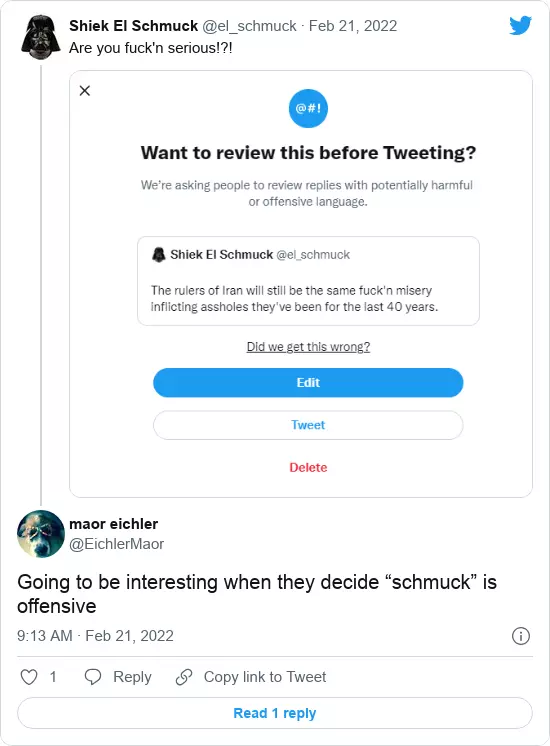 Shiek El Schmuck @el_schmuck · Feb 21, 2022
Are you fuck'n serious!?!
@#!
Want to review this before Tweeting?
We're asking people to review replies with potentially harmful
or offensive language.
Shiek El Schmuck @el_schmuck
The rulers of Iran will still be the same fuck'n misery
inflicting assholes they've been for the last 40 years.
Did we get this wrong?
Edit
Tweet
Delete
maor eichler
@EichlerMaor
Going to be interesting when they decide “schmuck” is
offensive
9:13 AM · Feb 21, 2022
1 Reply Copy link to Tweet
Read 1 reply